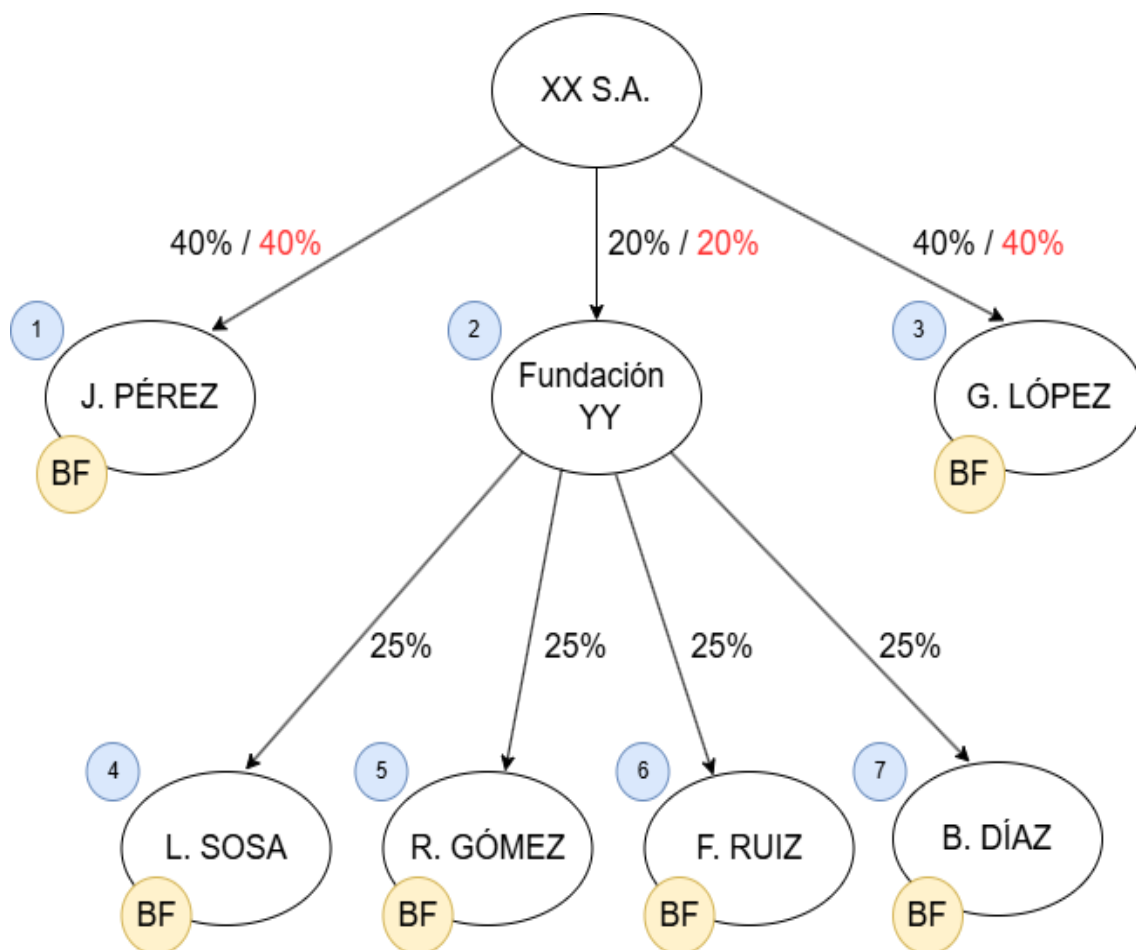 XX S.A.
40% / 40%
20% / 20%
40% / 40%
1
2
3
J. PÉREZ
Fundación
YY
G. LÓPEZ
BF
BF
25%
25%
25%
25%
4
5
6
7
L. SOSA
R. GÓMEZ
F. RUIZ
B. DÍAZ
BF
BF
BF
BF